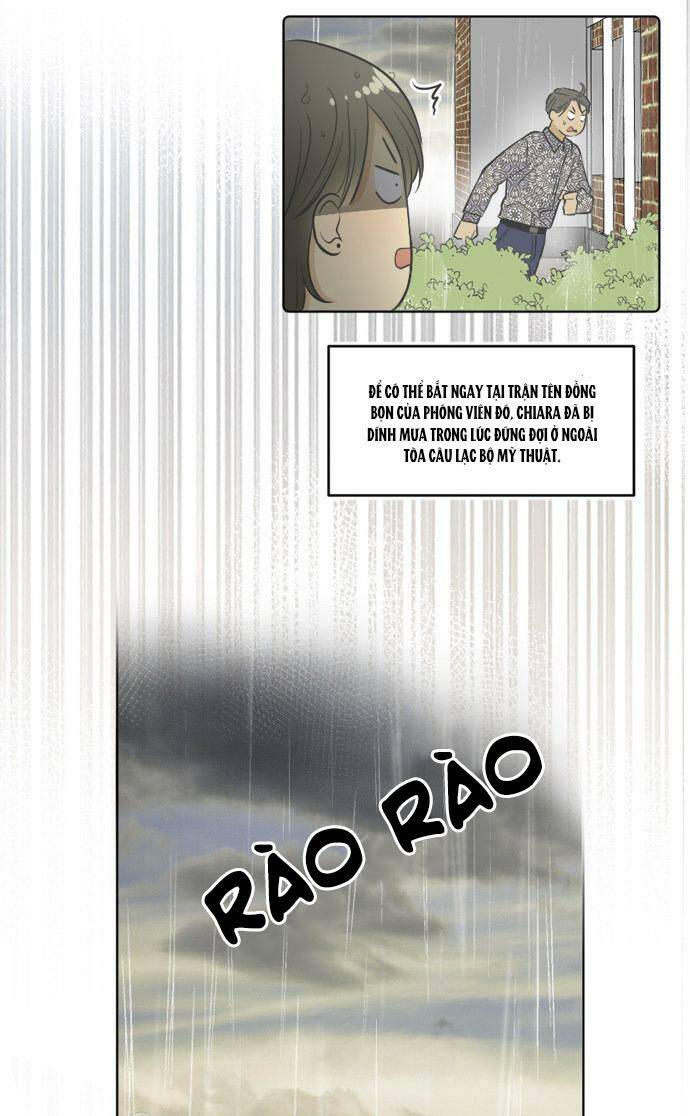 ĐỂ CÓ THỂ BẮT NGAY TẠI TRẬN TÊN ĐỒNG
BỌN CỦA PHÓNG VIÊN ĐÓ, CHIARA ĐÃ BỊ
DÍNH MƯA TRONG LÚC ĐỨNG ĐỢI Ở NGOÀI
TÒA CÂU LẠC BỘ MỸ THUẬT.
RÀO RÀO